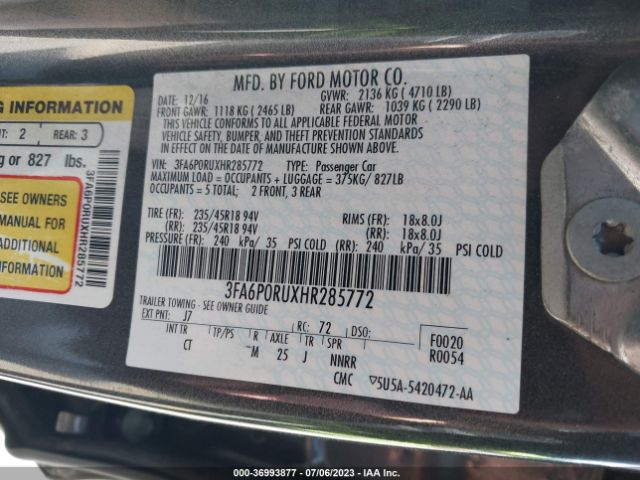 G INFORMATION
NT: 2 REAR: 3
g or 827 lbs.
SEE OWNERS
MANUAL FOR
ADDITIONAL
INFORMATION
3FA6P0RUXHR285772
MFD. BY FORD MOTOR CO.
DATE: 12/16 GVWR: 2136 KG ( 4710 LB)
FRONT GAWR: 1118 KG ( 2465 LB) REAR GAWR: 1039 KG ( 2290 LB)
THIS VEHICLE CONFORMS TO ALL APPLICABLE FEDERAL MOTOR
VEHICLE SAFETY, BUMPER, AND THEFT PREVENTION STANDARDS
IN EFFECT ON THE DATE OF MANUFACTURE SHOWN ABOVE.
VIN: 3FA6P0RUXHR285772 TYPE: Passenger Car
MAXIMUM LOAD = OCCUPANTS + LUGGAGE = 375KG/ 827LB
OCCUPANTS = 5 TOTAL; 2 FRONT, 3 REAR
TIRE (FR): 235/45R18 94V RIMS (FR): 18x8.0J
(RR): 235/45R18 94V (RR): 18x8.0J
PRESSURE (FR): 240 kPa/ 35 PSI COLD (RR): 240 kPa/ 35 PSI COLD
3FA6P0RUXHR285772
TRAILER TOWING - SEE OWNER GUIDE
EXT PNT: J7 RC: 72 DSO: F0020
INT TR TP/PS R AXLE TR SPR R0054
CT M 25 J NNRR
CMC ▽5U5A-5420472-AA
000-36993877 - 07/06/2023 - IAA Inc.